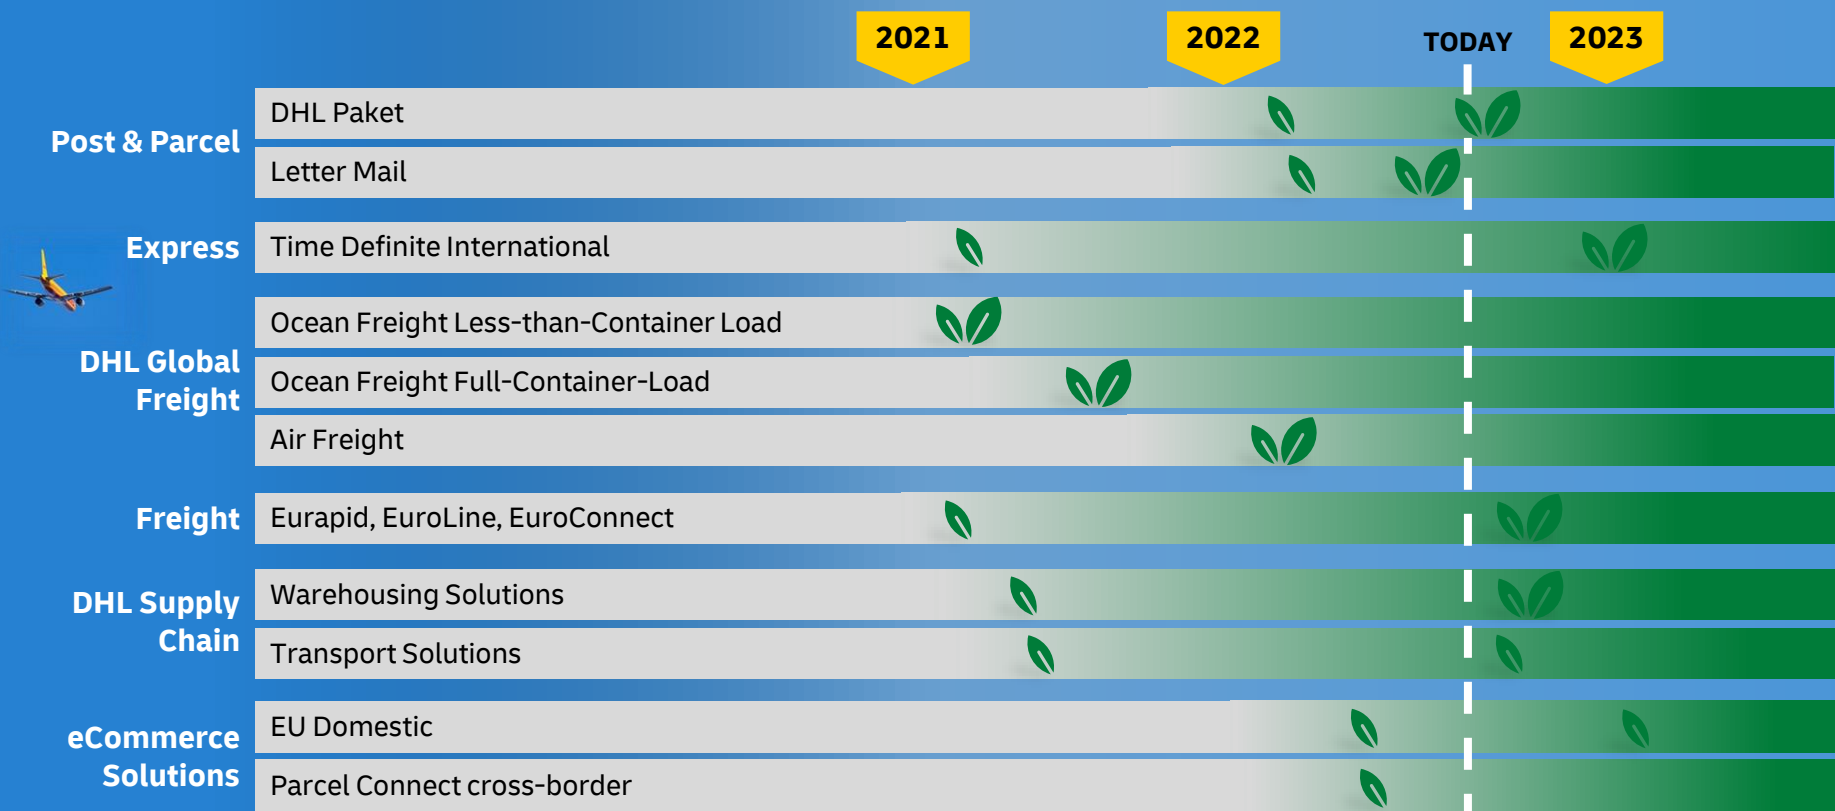 2021
2022
TODAY
2023
Post & Parcel
DHL Paket
Letter Mail
Express
Time Definite International
DHL Global
Freight
Ocean Freight Less-than-Container Load
Ocean Freight Full-Container-Load
Air Freight
Freight
Eurapid, EuroLine, EuroConnect
DHL Supply
Chain
Warehousing Solutions
Transport Solutions
eCommerce
Solutions
EU Domestic
Parcel Connect cross-border